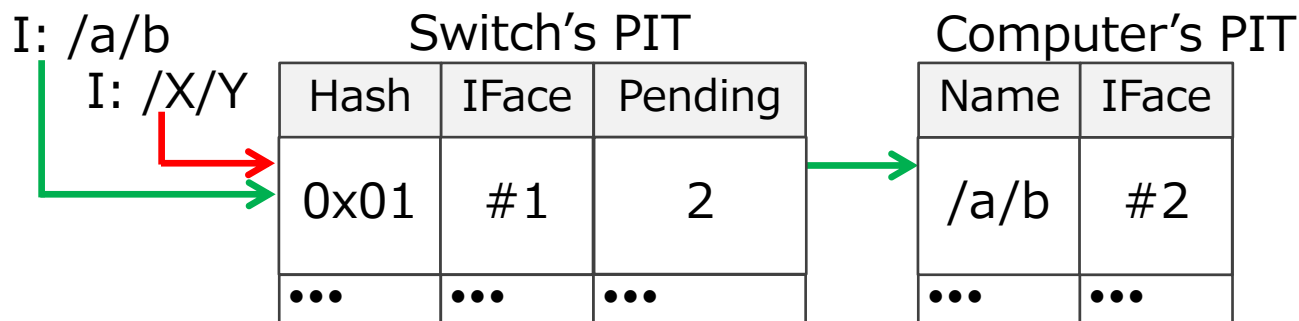 I: /a/b
Switch's PIT
Computer's PIT
I: /X/Y
Hash IFace Pending
Name IFace
0x01 #1 2
/a/b #2
••• ••• •••
••• •••